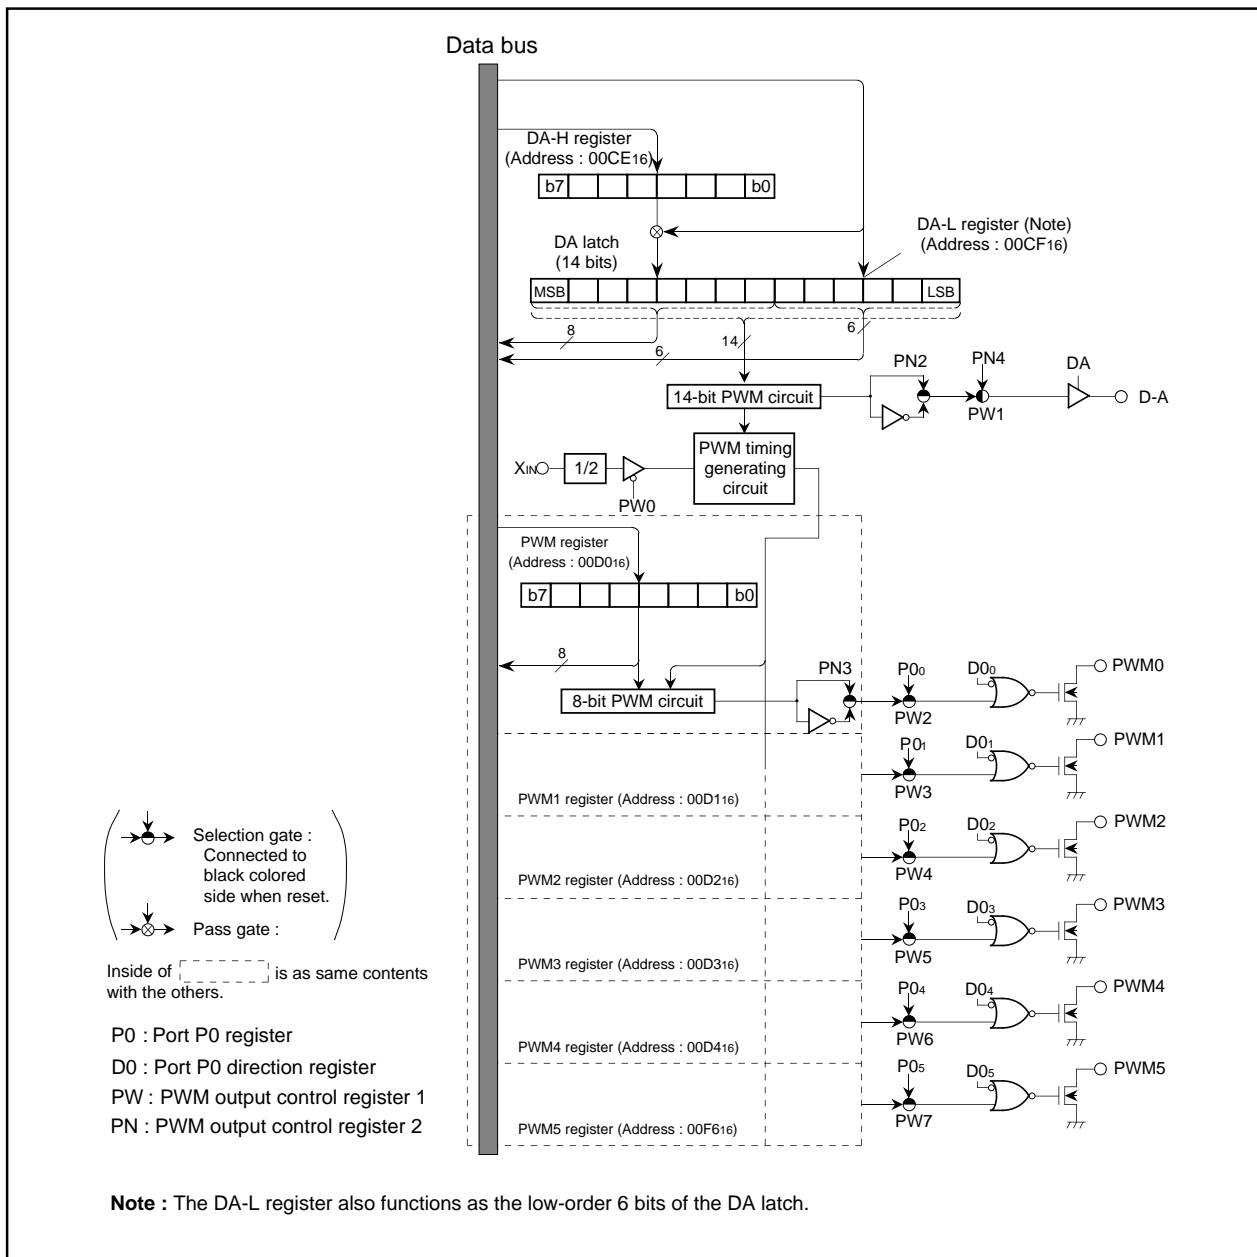 Data bus
DA-H register
(Address : 00CE16)
b7 b0
DA latch
(14 bits)
DA-L register (Note)
(Address : 00CF16)
MSB LSB
8
6
14
6
14-bit PWM circuit
PN2
PN4
PW1
DA
D-A
XIN
1/2
PW0
PWM timing
generating
circuit
PWM register
(Address : 00D016)
b7 b0
8
8-bit PWM circuit
PN3
P00
PW2
D00
PWM0
P01
PW3
D01
PWM1
PWM1 register (Address : 00D116)
P02
PW4
D02
PWM2
PWM2 register (Address : 00D216)
P03
PW5
D03
PWM3
PWM3 register (Address : 00D316)
P04
PW6
D04
PWM4
PWM4 register (Address : 00D416)
P05
PW7
D05
PWM5
PWM5 register (Address : 00F616)
Selection gate :
Connected to
black colored
side when reset.
Pass gate :
Inside of is as same contents
with the others.
P0 : Port P0 register
D0 : Port P0 direction register
PW : PWM output control register 1
PN : PWM output control register 2
Note : The DA-L register also functions as the low-order 6 bits of the DA latch.